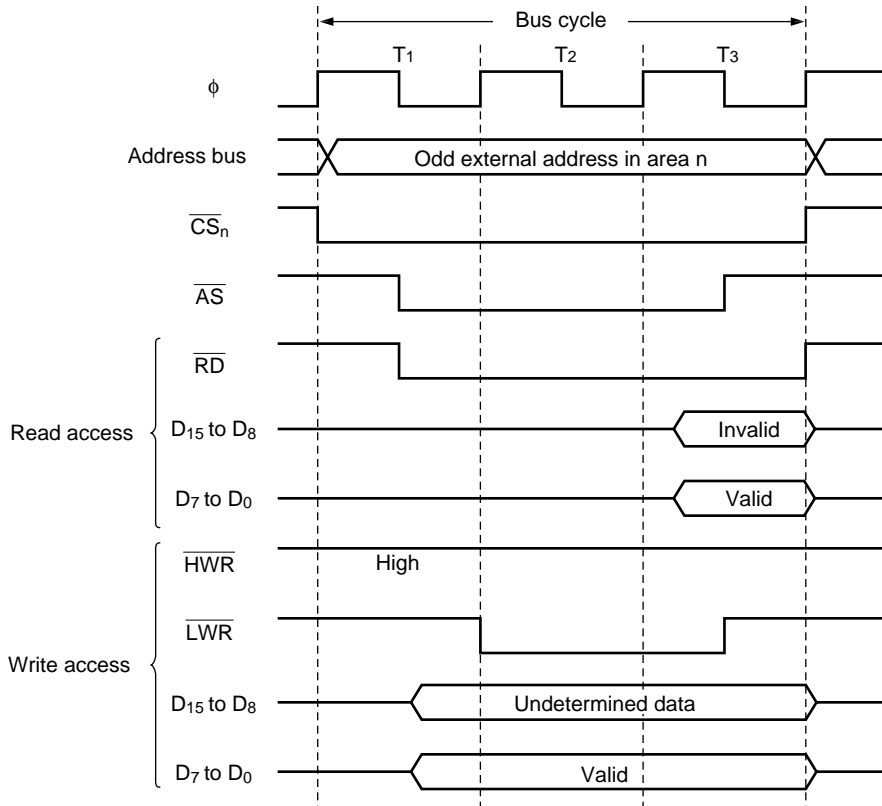 Bus cycle
T1 T2 T3
ϕ
Address bus Odd external address in area n
CSn
AS
RD
Read access D15 to D8 Invalid
D7 to D0 Valid
HWR High
LWR
Write access
D15 to D8 Undetermined data
D7 to D0 Valid